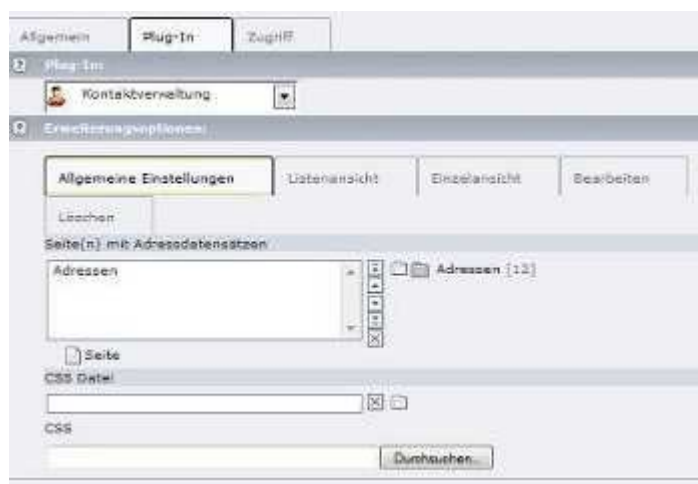 Allgemein Plug-In Zugriff
Plug-In:
Kontaktverwaltung
Erweiterungsoptionen:
Allgemeine Einstellungen Listenansicht Einzelansicht Bearbeiten
Löschen
Seite(n) mit Adressdatensätzen
Adressen Adressen [12]
Seite
CSS Datei
CSS
Durchsuchen...